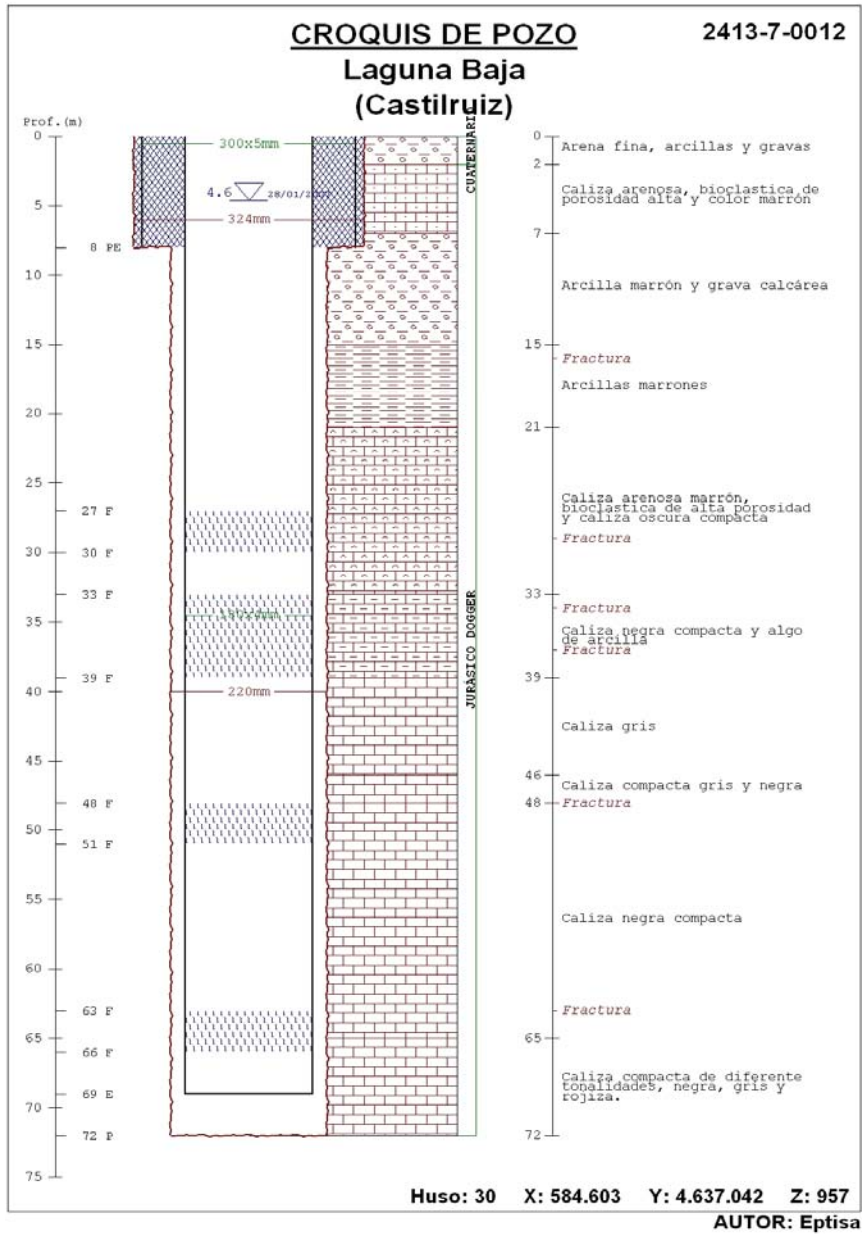 CROQUIS DE POZO
2413-7-0012
Laguna Baja
(Castilruiz)
Prof.(m)
0
5
10
15
20
25
30
35
40
45
50
55
60
65
70
75
8 PE
27 F
30 F
33 F
39 F
48 F
51 F
63 F
66 F
69 E
72 P
300x5mm
4.6
324mm
180x4mm
220mm
CUATERNARIO
JURÁSICO DOGGER
0
Arena fina, arcillas y gravas
2
Caliza arenosa, bioclastica de
porosidad alta y color marrón
7
Arcilla marrón y grava calcárea
15
Fractura
Arcillas marrones
21
Caliza arenosa marrón,
bioclastica de alta porosidad
y caliza oscura compacta
Fractura
33
Fractura
Caliza negra compacta y algo
de arcilla
Fractura
39
Caliza gris
46
Caliza compacta gris y negra
48
Fractura
Caliza negra compacta
Fractura
65
Caliza compacta de diferente
tonalidades, negra, gris y
rojiza.
72
Huso: 30 X: 584.603 Y: 4.637.042 Z: 957
AUTOR: Eptisa